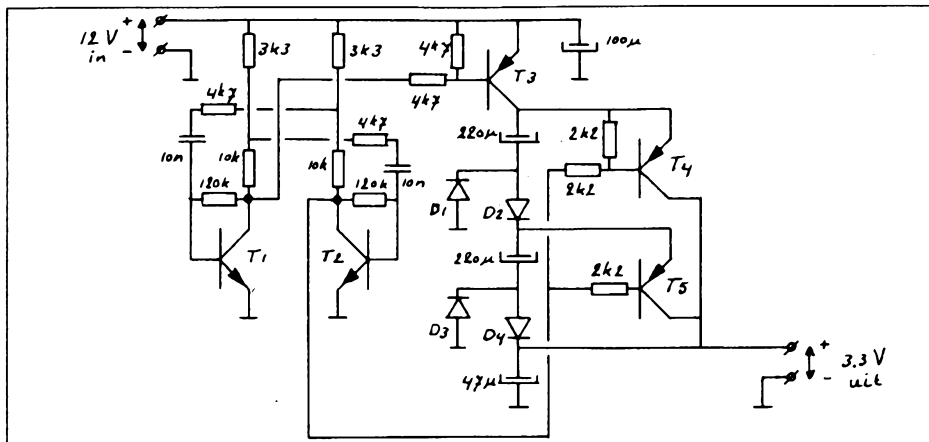 +
12 V
in
-
3k3
3k3
4k7
4k7
T3
100µ
4k7
4k7
10n
10k
120k
10k
120k
10n
T1
T2
220µ
2k2
2k2
T4
D1
D2
220µ
2k2
T5
D3
D4
47µ
+
3.3 V
-
uit